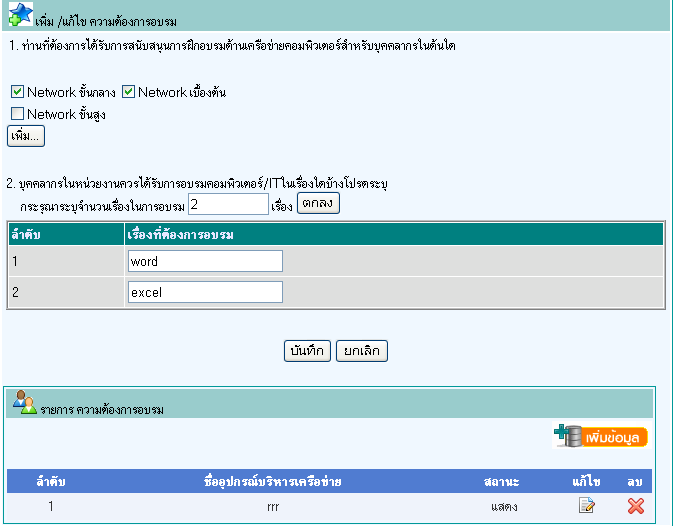 เพิ่ม /แก้ไข ความต้องการอบรม
1. ท่านที่ต้องการได้รับการสนับสนุนการฝึกอบรมด้านเครือข่ายคอมพิวเตอร์สำหรับบุคคลากรในด้นใด
Network ขั้นกลาง Network เบื้องต้น
Network ขั้นสูง
เพิ่ม...
2. บุคคลากรในหน่วยงานควรได้รับการอบรมคอมพิวเตอร์/ITในเรื่องใดบ้างโปรดระบุ
กระรุณาระบุจำนวนเรื่องในการอบรม 2 เรื่อง ตกลง
ลำดับ เรื่องที่ต้องการอบรม
1 word
2 excel
บันทึก ยกเลิก
รายการ ความต้องการอบรม
เพิ่มข้อมูล
ลำดับ ชื่ออุปกรณ์บริหารเครือข่าย สถานะ แก้ไข ลบ
1 rrr แสดง